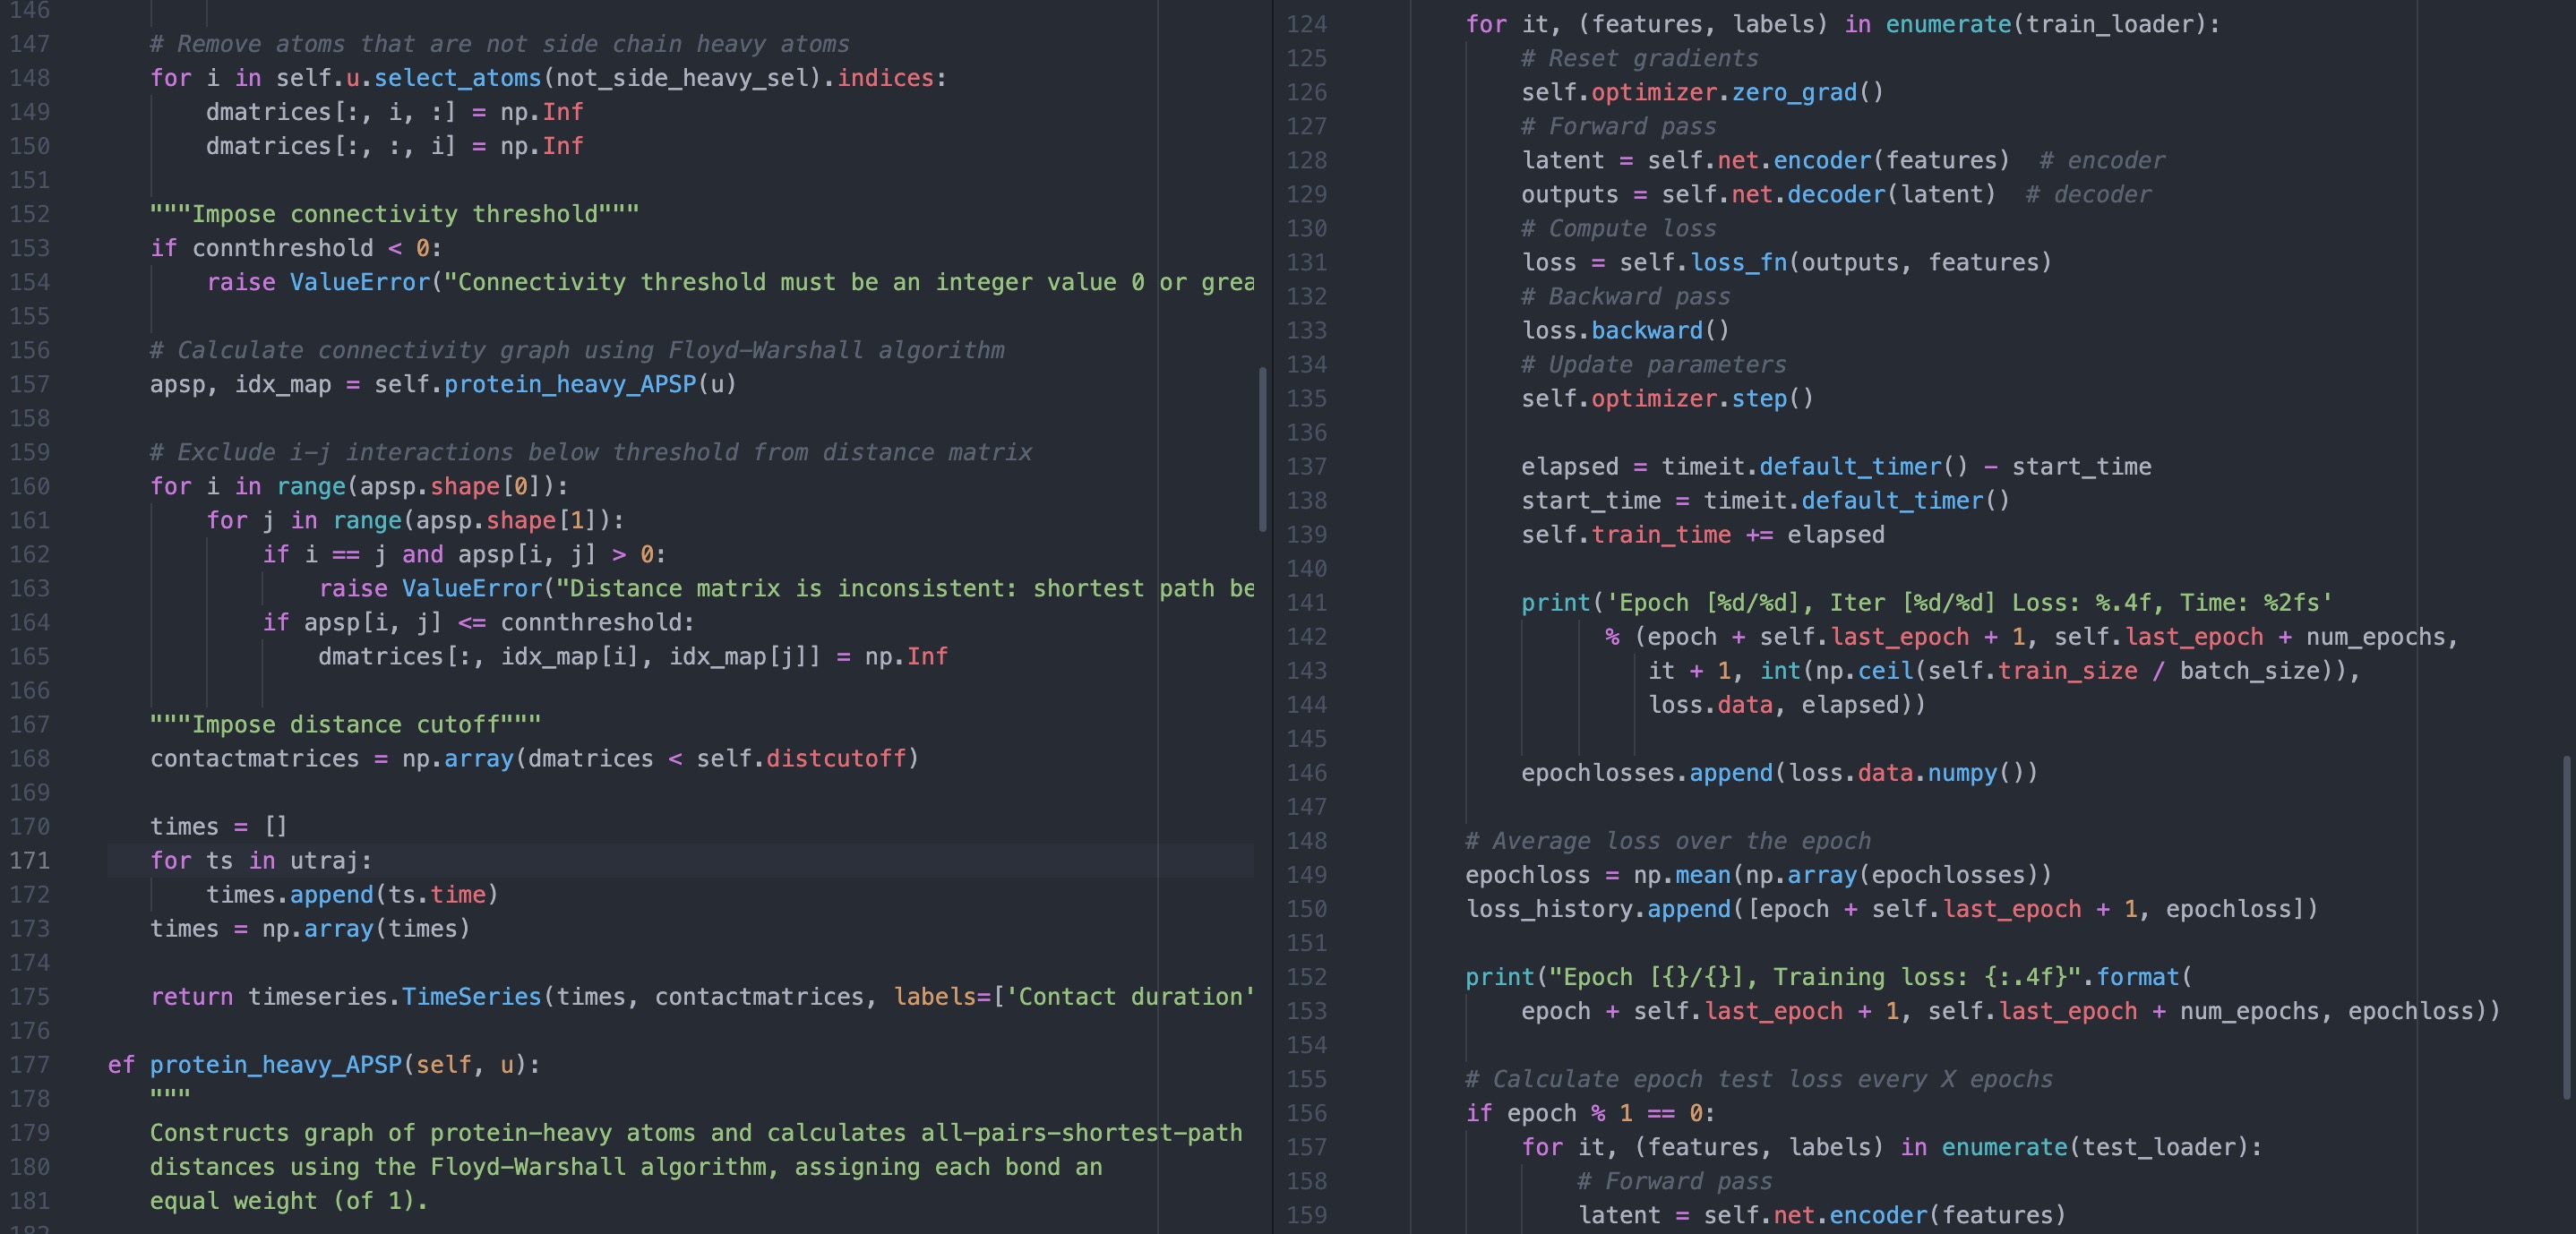 146
147 # Remove atoms that are not side chain heavy atoms
148 for i in self.u.select_atoms(not_side_heavy_sel).indices:
149 dmatrices[:, i, :] = np.Inf
150 dmatrices[:, :, i] = np.Inf
151
152 """Impose connectivity threshold"""
153 if connthreshold < 0:
154 raise ValueError("Connectivity threshold must be an integer value 0 or grea
155
156 # Calculate connectivity graph using Floyd-Warshall algorithm
157 apsp, idx_map = self.protein_heavy_APSP(u)
158
159 # Exclude i-j interactions below threshold from distance matrix
160 for i in range(apsp.shape[0]):
161 for j in range(apsp.shape[1]):
162 if i == j and apsp[i, j] > 0:
163 raise ValueError("Distance matrix is inconsistent: shortest path be
164 if apsp[i, j] <= connthreshold:
165 dmatrices[:, idx_map[i], idx_map[j]] = np.Inf
166
167 """Impose distance cutoff"""
168 contactmatrices = np.array(dmatrices < self.distcutoff)
169
170 times = []
171 for ts in utraj:
172 times.append(ts.time)
173 times = np.array(times)
174
175 return timeseries.TimeSeries(times, contactmatrices, labels=['Contact duration'
176
177 ef protein_heavy_APSP(self, u):
178 """
179 Constructs graph of protein-heavy atoms and calculates all-pairs-shortest-path
180 distances using the Floyd-Warshall algorithm, assigning each bond an
181 equal weight (of 1).
182
124 for it, (features, labels) in enumerate(train_loader):
125 # Reset gradients
126 self.optimizer.zero_grad()
127 # Forward pass
128 latent = self.net.encoder(features)  # encoder
129 outputs = self.net.decoder(latent)  # decoder
130 # Compute loss
131 loss = self.loss_fn(outputs, features)
132 # Backward pass
133 loss.backward()
134 # Update parameters
135 self.optimizer.step()
136
137 elapsed = timeit.default_timer() - start_time
138 start_time = timeit.default_timer()
139 self.train_time += elapsed
140
141 print('Epoch [%d/%d], Iter [%d/%d] Loss: %.4f, Time: %2fs'
142 % (epoch + self.last_epoch + 1, self.last_epoch + num_epochs,
143 it + 1, int(np.ceil(self.train_size / batch_size)),
144 loss.data, elapsed))
145
146 epochlosses.append(loss.data.numpy())
147
148 # Average loss over the epoch
149 epochloss = np.mean(np.array(epochlosses))
150 loss_history.append([epoch + self.last_epoch + 1, epochloss])
151
152 print("Epoch [{}/{}], Training loss: {:.4f}".format(
153 epoch + self.last_epoch + 1, self.last_epoch + num_epochs, epochloss))
154
155 # Calculate epoch test loss every X epochs
156 if epoch % 1 == 0:
157 for it, (features, labels) in enumerate(test_loader):
158 # Forward pass
159 latent = self.net.encoder(features)